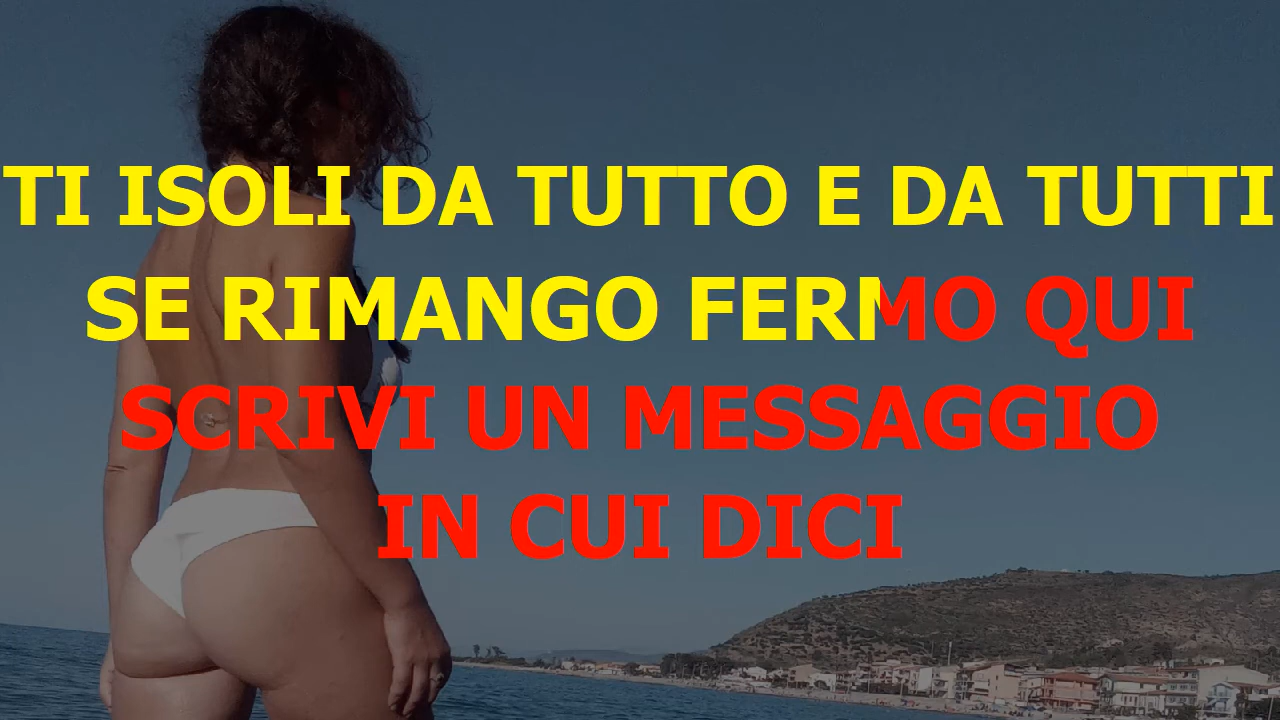 TI ISOLI DA TUTTO E DA TUTTI
SE RIMANGO FERMO QUI
SCRIVI UN MESSAGGIO
IN CUI DICI